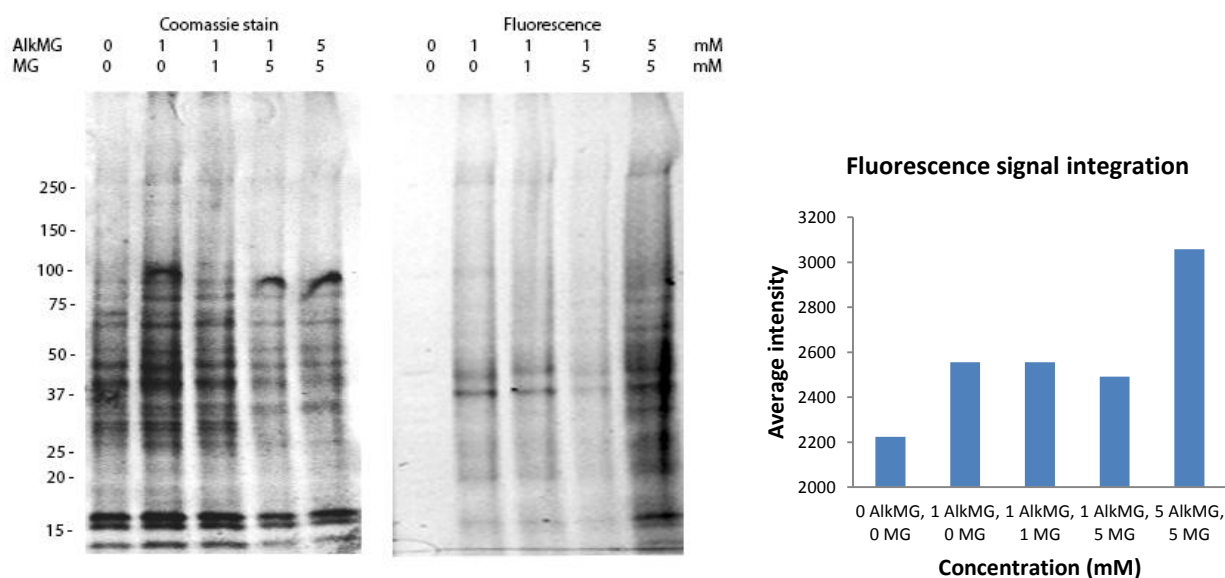 Coomassie stain
AlkMG 0 1 1 1 5
MG 0 0 1 5 5
250 -
150 -
100 -
75 -
50 -
37 -
25 -
20 -
15 -
Fluorescence
0 1 1 1 5 mM
0 0 1 5 5 mM
Fluorescence signal integration
Average intensity
3200
3000
2800
2600
2400
2200
2000
0 AlkMG, 1 AlkMG, 1 AlkMG, 1 AlkMG, 5 AlkMG,
0 MG 0 MG 1 MG 5 MG 5 MG
Concentration (mM)